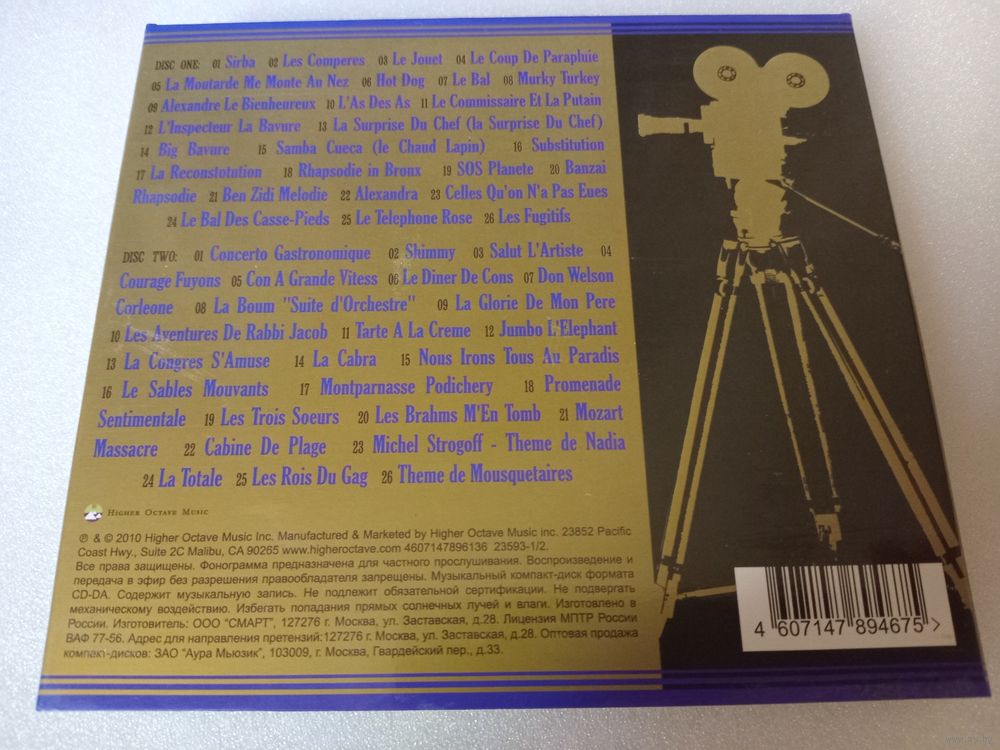 DISC ONE: 01 Sirba 02 Les Comperes 03 Le Jouet 04 Le Coup De Parapluie
05 La Moutarde Me Monte Au Nez 06 Hot Dog 07 Le Bal 08 Murky Turkey
09 Alexandre Le Bienheureux 10 L'As Des As 11 Le Commissaire Et La Putain
12 L'Inspecteur La Bavure 13 La Surprise Du Chef (la Surprise Du Chef)
14 Big Bavure 15 Samba Cueca (le Chaud Lapin) 16 Substitution
17 La Reconstotution 18 Rhapsodie in Bronx 19 SOS Planete 20 Banzai
Rhapsodie 21 Ben Zidi Melodie 22 Alexandra 23 Celles Qu'on N'a Pas Eues
24 Le Bal Des Casse-Pieds 25 Le Telephone Rose 26 Les Fugitifs
DISC TWO: 01 Concerto Gastronomique 02 Shimmy 03 Salut L'Artiste 04
Courage Fuyons 05 Con A Grande Vitess 06 Le Diner De Cons 07 Don Welson
Corleone 08 La Boum "Suite d'Orchestre" 09 La Glorie De Mon Pere
10 Les Aventures De Rabbi Jacob 11 Tarte A La Creme 12 Jumbo L'Elephant
13 La Congres S'Amuse 14 La Cabra 15 Nous Irons Tous Au Paradis
16 Le Sables Mouvants 17 Montparnasse Podichery 18 Promenade
Sentimentale 19 Les Trois Soeurs 20 Les Brahms M'En Tomb 21 Mozart
Massacre 22 Cabine De Plage 23 Michel Strogoff - Theme de Nadia
24 La Totale 25 Les Rois Du Gag 26 Theme de Mousquetaires
HIGHER OCTAVE MUSIC
℗ & © 2010 Higher Octave Music Inc. Manufactured & Marketed by Higher Octave Music inc. 23852 Pacific
Coast Hwy., Suite 2C Malibu, CA 90265 www.higheroctave.com 4607147896136 23593-1/2.
Все права защищены. Фонограмма предназначена для частного прослушивания. Воспроизведение и
передача в эфир без разрешения правообладателя запрещены. Музыкальный компакт-диск формата
CD-DA. Содержит музыкальную запись. Не подлежит обязательной сертификации. Не подвергать
механическому воздействию. Избегать попадания прямых солнечных лучей и влаги. Изготовлено в
России. Изготовитель: ООО "СМАРТ", 127276 г. Москва, ул. Заставская, д.28. Лицензия МПТР России
ВАФ 77-56. Адрес для направления претензий:127276 г. Москва, ул. Заставская, д.28. Оптовая продажа
компакт-дисков: ЗАО "Аура Мьюзик", 103009, г. Москва, Гвардейский пер., д.33.
4 607147 894675 >